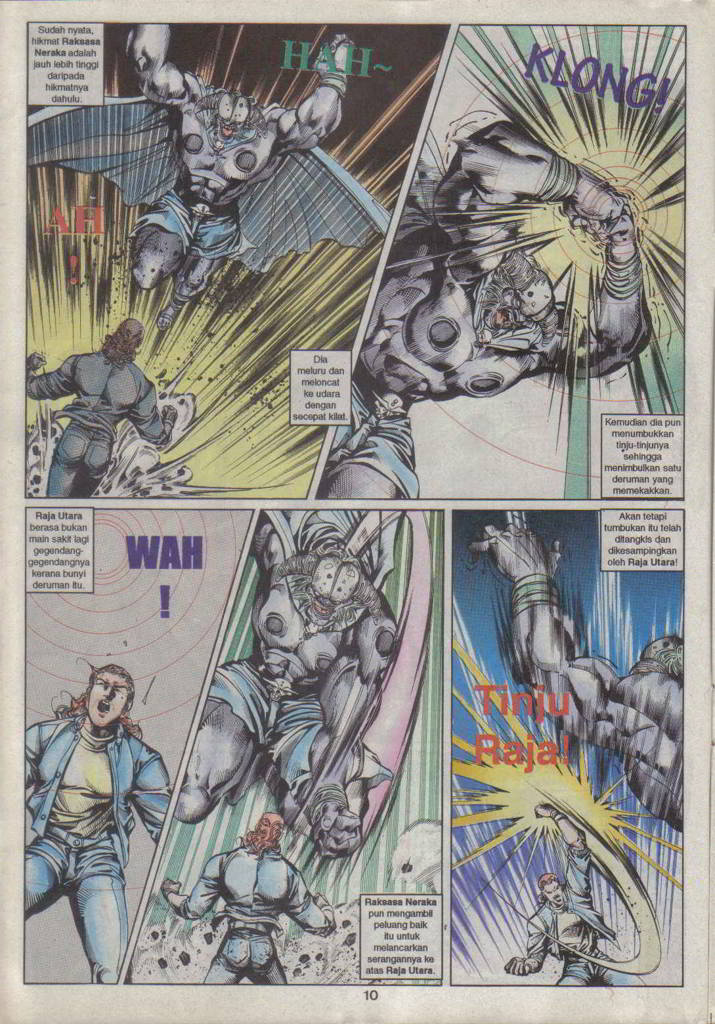 Sudah nyata,
hikmat Raksasa
Neraka adalah
jauh lebih tinggi
daripada
hikmatnya
dahulu.
HAH~
AH
!
Dia
meluru dan
meloncat
ke udara
dengan
secepat kilat.
KLONG!
Kemudian dia pun
menumbukkan
tinju-tinjunya
sehingga
menimbulkan satu
deruman yang
memekakkan.
Raja Utara
berasa bukan
main sakit lagi
gegendang-
gegendangnya
kerana bunyi
deruman itu.
WAH
!
Raksasa Neraka
pun mengambil
peluang baik
itu untuk
melancarkan
serangannya ke
atas Raja Utara.
Akan tetapi
tumbukan itu telah
ditangkis dan
dikesampingkan
oleh Raja Utara!
Tinju
Raja!
10